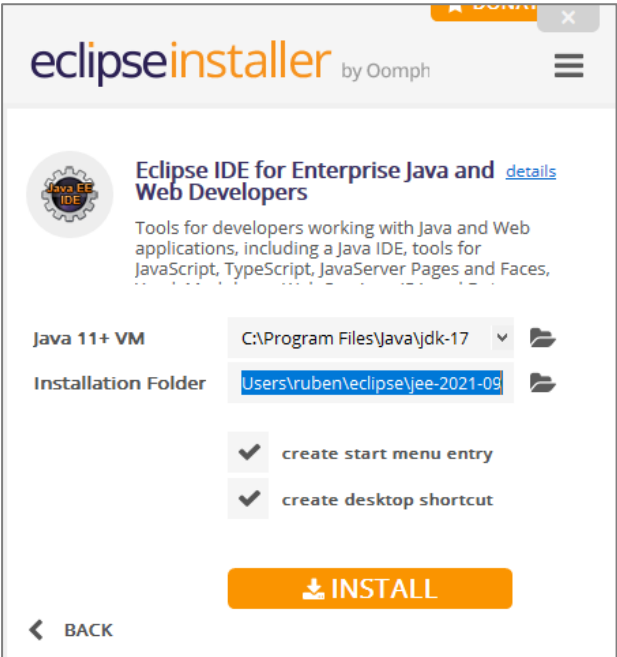 DONAT
eclipseinstaller by Oomph
Java EE
IDE
Eclipse IDE for Enterprise Java and details
Web Developers
Tools for developers working with Java and Web
applications, including a Java IDE, tools for
JavaScript, TypeScript, JavaServer Pages and Faces,
Java 11+ VM C:\Program Files\Java\jdk-17
Installation Folder Users\ruben\eclipse\jee-2021-09
create start menu entry
create desktop shortcut
INSTALL
BACK